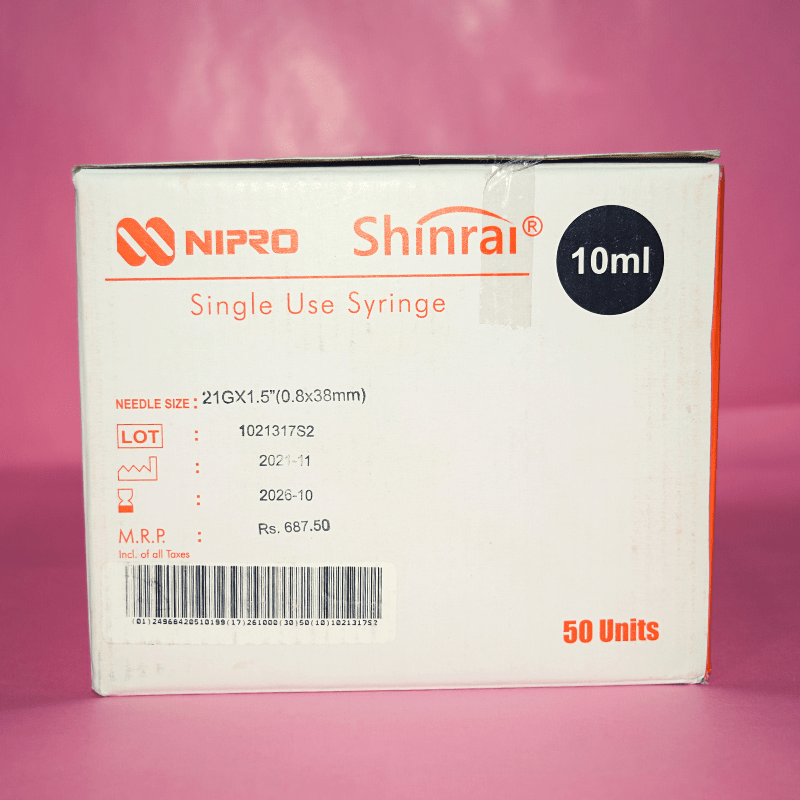 NIPRO Shinrai® 10ml
Single Use Syringe
NEEDLE SIZE : 21GX1.5"(0.8x38mm)
LOT : 1021317S2
: 2021-11
: 2026-10
M.R.P. : Rs. 687.50
Incl. of all Taxes
(01)24968420510199(17)261000(30)50(10)1021317S2
50 Units